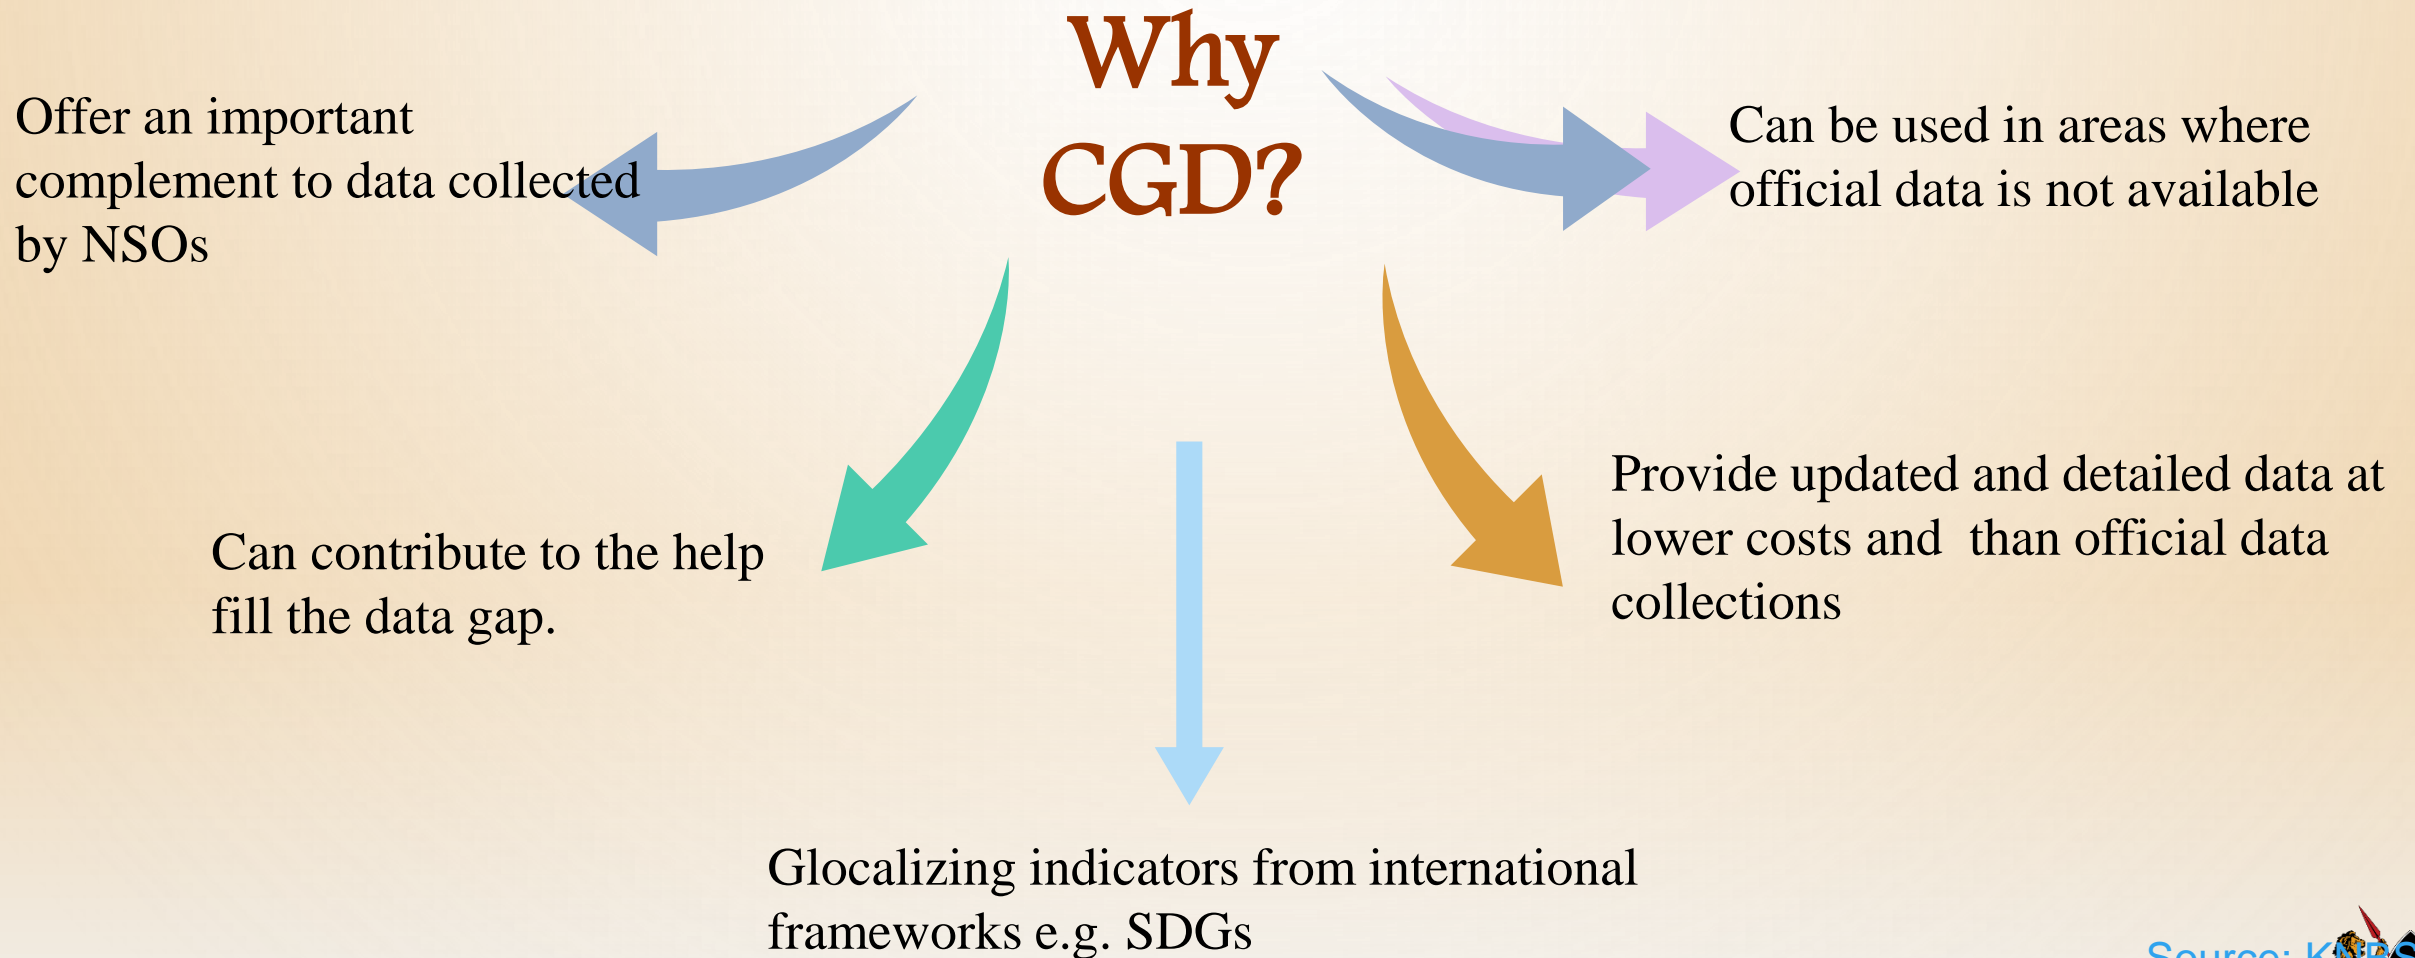 Why
CGD?
Offer an important
complement to data collected
by NSOs
Can be used in areas where
official data is not available
Can contribute to the help
fill the data gap.
Provide updated and detailed data at
lower costs and  than official data
collections
Glocalizing indicators from international
frameworks e.g. SDGs
Source: KNBS